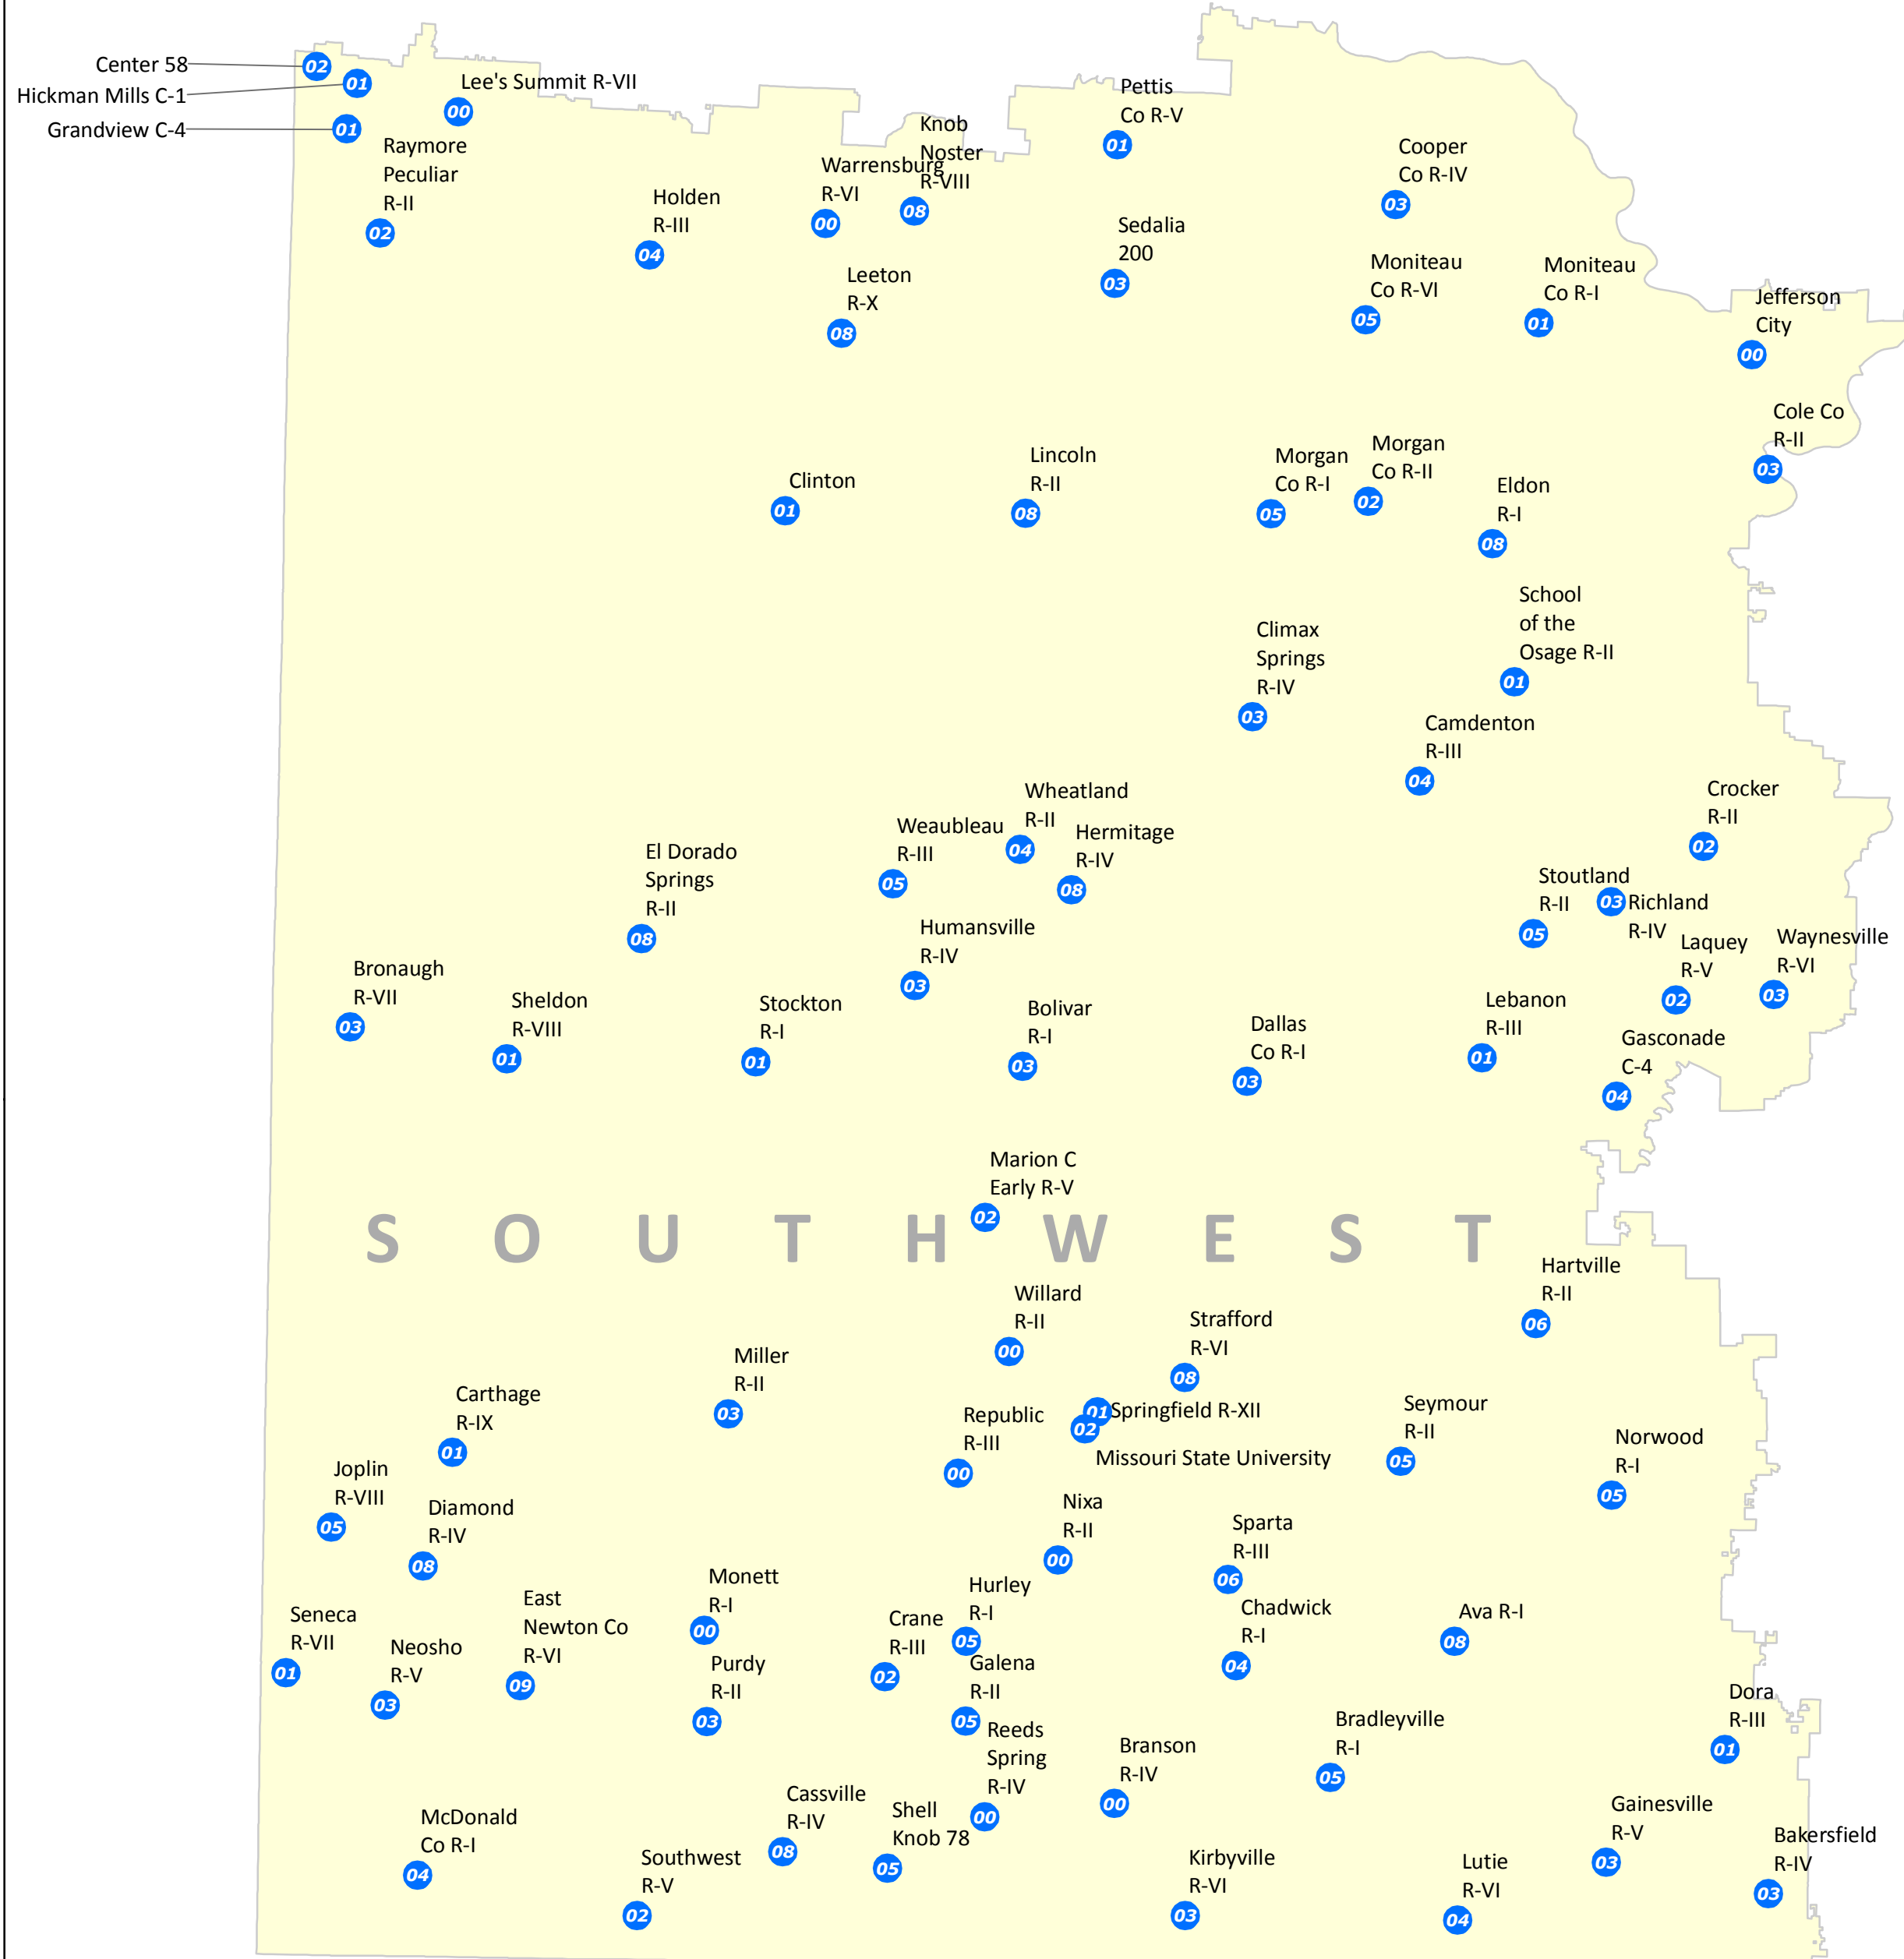 Center 58
02
Hickman Mills C-1
01
Grandview C-4
01
Lee's Summit R-VII
00
Raymore
Peculiar
R-II
02
Holden
R-III
04
Warrensburg
R-VI
00
Knob
Noster
R-VIII
08
Leeton
R-X
08
Pettis
Co R-V
01
Sedalia
200
03
Cooper
Co R-IV
03
Moniteau
Co R-VI
05
Moniteau
Co R-I
01
Jefferson
City
00
Cole Co
R-II
03
Clinton
01
Lincoln
R-II
08
Morgan
Co R-I
05
Morgan
Co R-II
02
Eldon
R-I
08
School
of the
Osage R-II
01
Climax
Springs
R-IV
03
Camdenton
R-III
04
Crocker
R-II
02
Wheatland
R-II
04
Weaubleau
R-III
05
Hermitage
R-IV
08
El Dorado
Springs
R-II
08
Stoutland
R-II
05
03
Richland
R-IV
Laquey
R-V
02
Waynesville
R-VI
03
Humansville
R-IV
03
Bronaugh
R-VII
03
Sheldon
R-VIII
01
Stockton
R-I
01
Bolivar
R-I
03
Dallas
Co R-I
03
Lebanon
R-III
01
Gasconade
C-4
04
Marion C
Early R-V
02
SOUTHWEST
Hartville
R-II
06
Willard
R-II
00
Strafford
R-VI
08
Miller
R-II
03
Carthage
R-IX
01
Republic
R-III
00
01
Springfield R-XII
02
Missouri State University
Seymour
R-II
05
Norwood
R-I
05
Joplin
R-VIII
05
Diamond
R-IV
08
Nixa
R-II
00
Sparta
R-III
06
Monett
R-I
00
Hurley
R-I
05
Chadwick
R-I
04
Ava R-I
08
Seneca
R-VII
01
Neosho
R-V
03
East
Newton Co
R-VI
09
Crane
R-III
02
Purdy
R-II
03
Galena
R-II
05
Reeds
Spring
R-IV
00
Branson
R-IV
00
Bradleyville
R-I
05
Dora
R-III
01
McDonald
Co R-I
04
Cassville
R-IV
08
Shell
Knob 78
05
Southwest
R-V
02
Kirbyville
R-VI
03
Lutie
R-VI
04
Gainesville
R-V
03
Bakersfield
R-IV
03